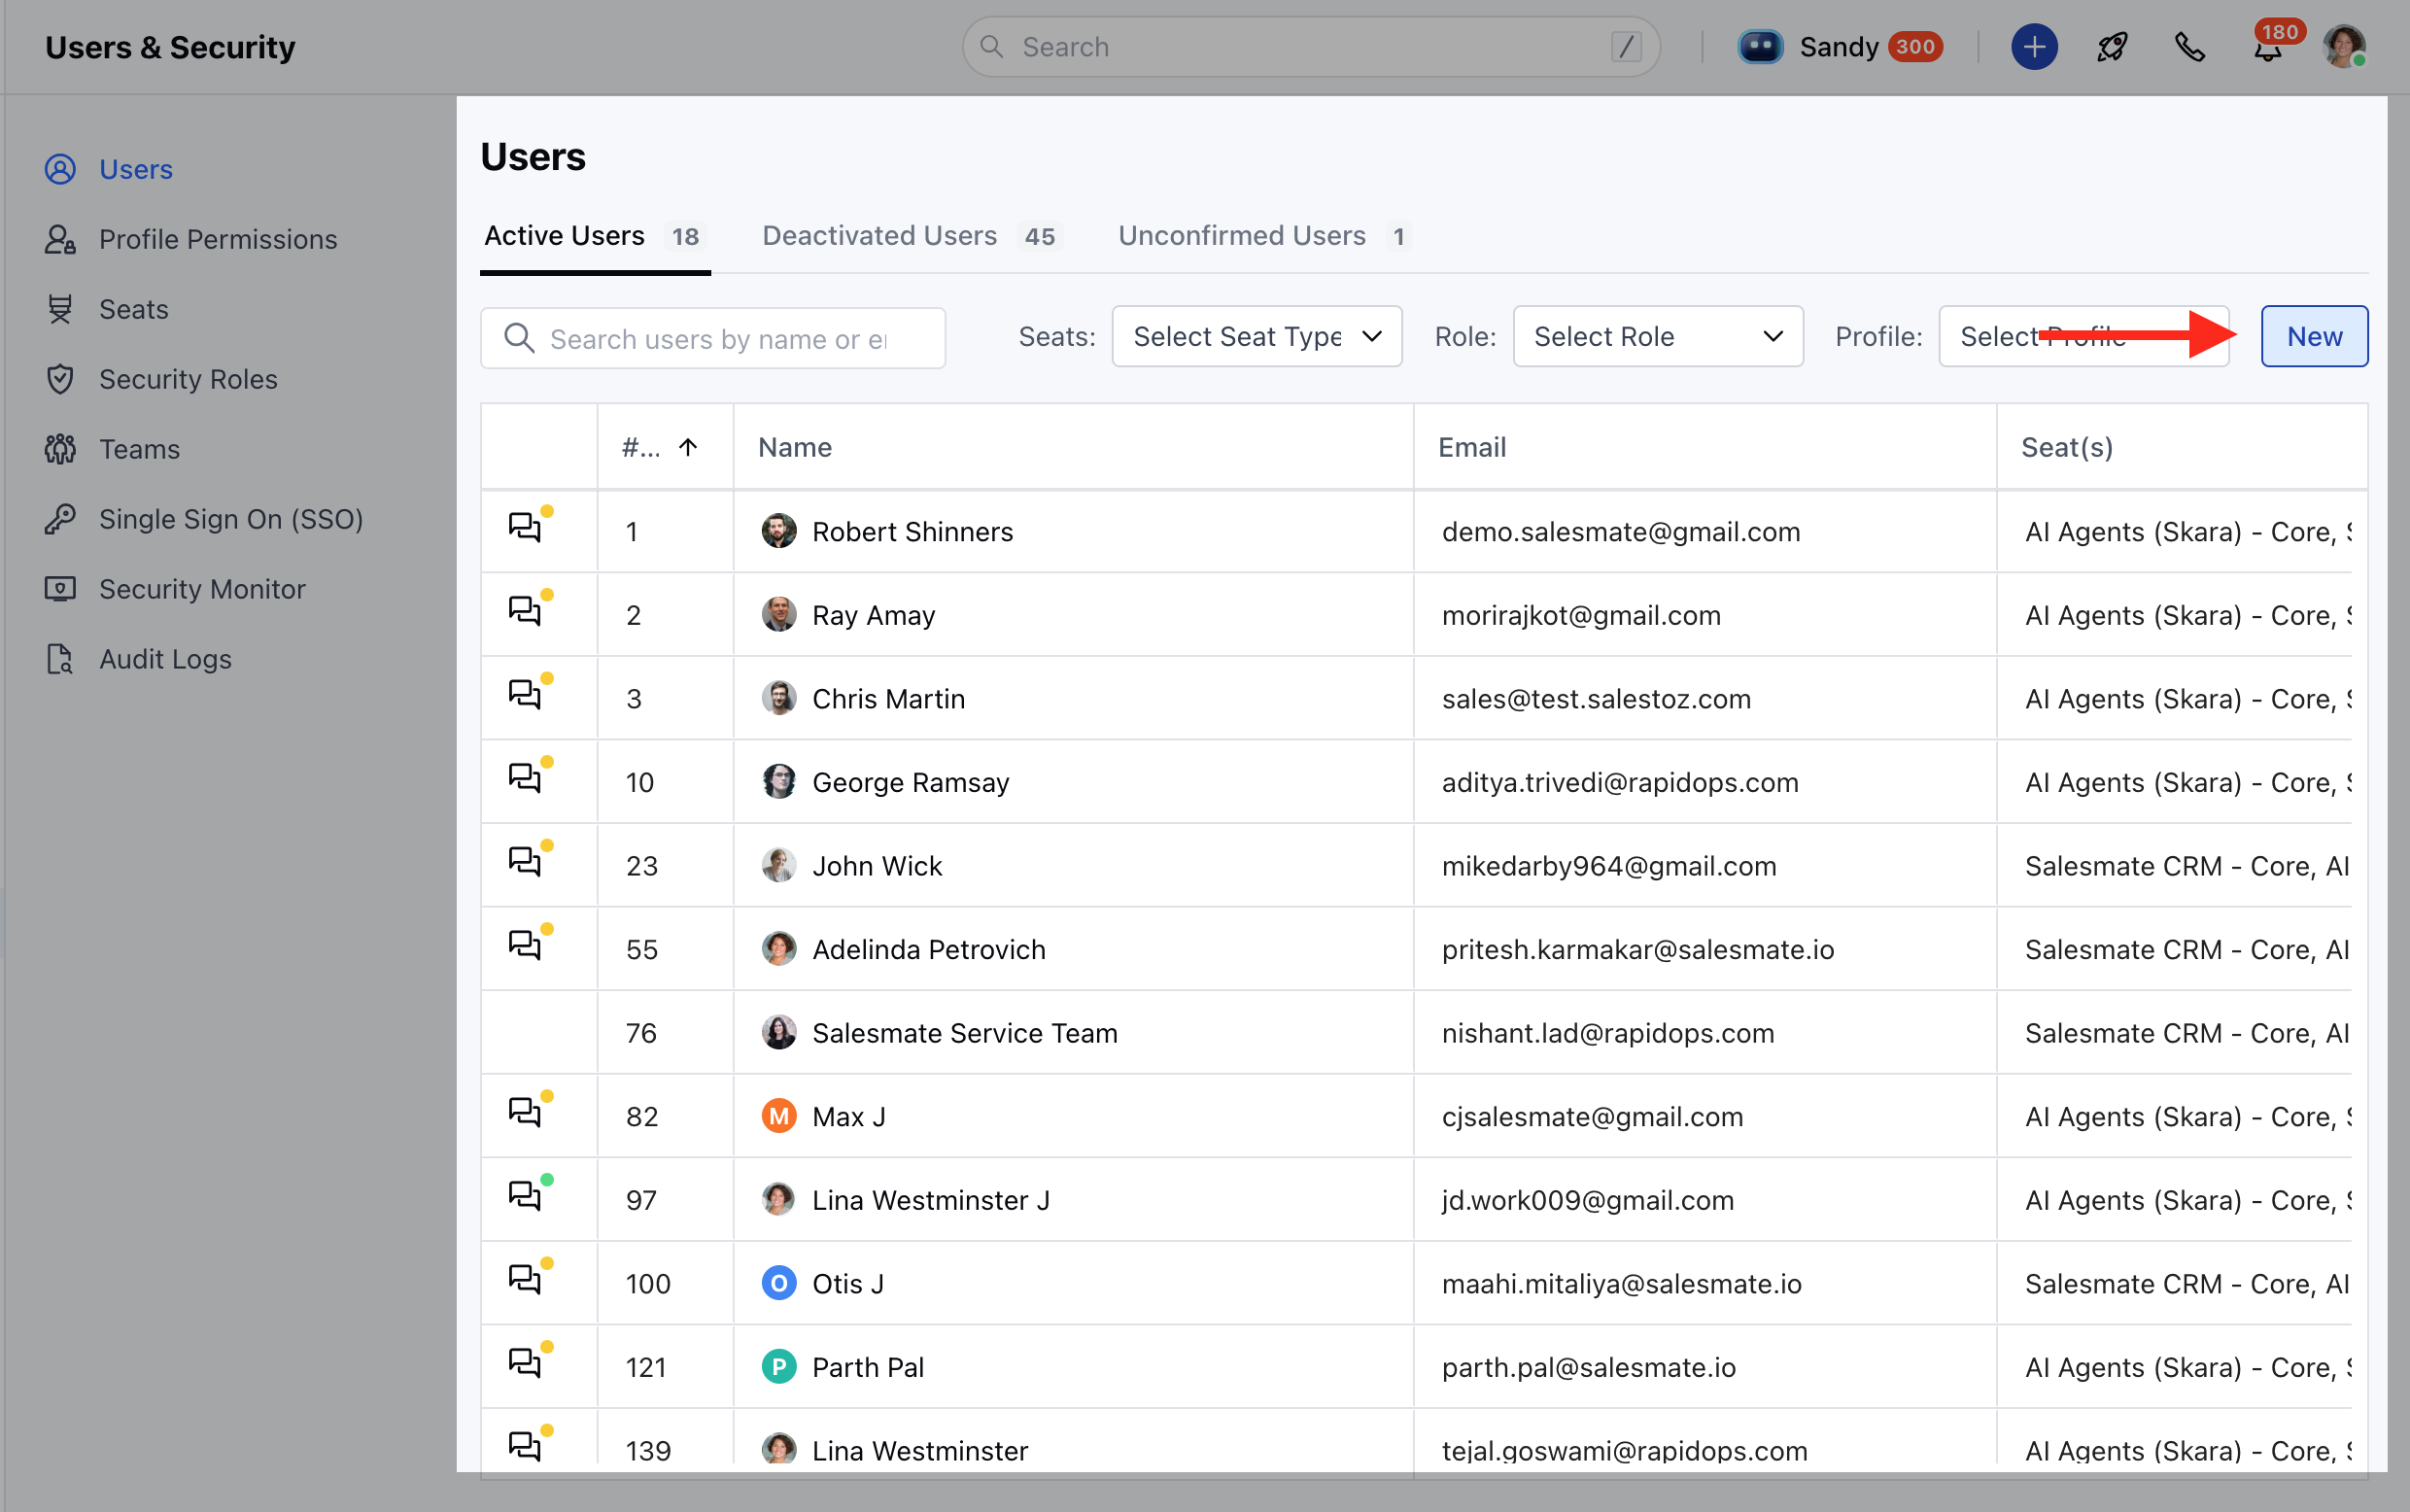 Users & Security
Search /
Sandy 300
180
Users
Profile Permissions
Seats
Security Roles
Teams
Single Sign On (SSO)
Security Monitor
Audit Logs
Users
Active Users 18 Deactivated Users 45 Unconfirmed Users 1
Search users by name or Seats: Select Seat Type Role: Select Role Profile: Select Profile New
#... Name Email Seat(s)
1 Robert Shinners demo.salesmate@gmail.com AI Agents (Skara) - Core,
2 Ray Amay morirajkot@gmail.com AI Agents (Skara) - Core,
3 Chris Martin sales@test.salestoz.com AI Agents (Skara) - Core,
10 George Ramsay aditya.trivedi@rapidops.com AI Agents (Skara) - Core,
23 John Wick mikedarby964@gmail.com Salesmate CRM - Core, AI
55 Adelinda Petrovich pritesh.karmakar@salesmate.io Salesmate CRM - Core, AI
76 Salesmate Service Team nishant.lad@rapidops.com Salesmate CRM - Core, AI
82 M Max J cjsalesmate@gmail.com AI Agents (Skara) - Core,
97 Lina Westminster J jd.work009@gmail.com AI Agents (Skara) - Core,
100 O Otis J maahi.mitaliya@salesmate.io Salesmate CRM - Core, AI
121 P Parth Pal parth.pal@salesmate.io AI Agents (Skara) - Core,
139 Lina Westminster tejal.goswami@rapidops.com AI Agents (Skara) - Core,